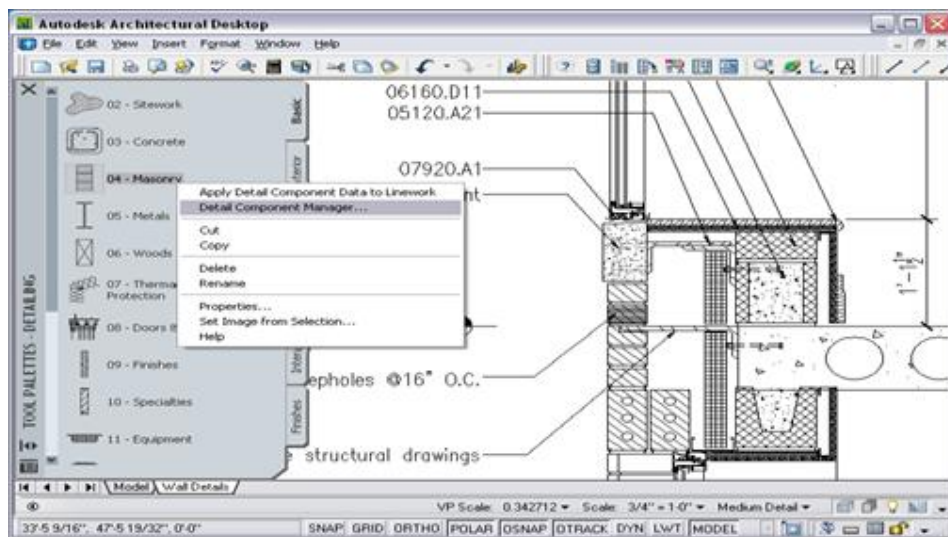 Autodesk Architectural Desktop
File Edit View Insert Format Window Help
02 - Sitework
03 - Concrete
04 - Masonry
05 - Metals
06 - Woods
07 - Therma
Protection
08 - Doors
09 - Finishes
10 - Specialties
11 - Equipment
Basic
Finishes
TOOL PALETTES - DETAILING
Apply Detail Component Data to Linework
Detail Component Manager...
Cut
Copy
Delete
Rename
Properties...
Set Image from Selection...
Help
06160.D11
05120.A21
07920.A1
nt
epholes @16" O.C.
structural drawings
1'-1½"
Model Wall Details
VP Scale: 0.342712 Scale: 3/4" = 1'-0" Medium Detail
33'-5 9/16", 47'-5 19/32", 0'-0" SNAP GRID ORTHO POLAR OSNAP OTRACK DYN LWT MODEL